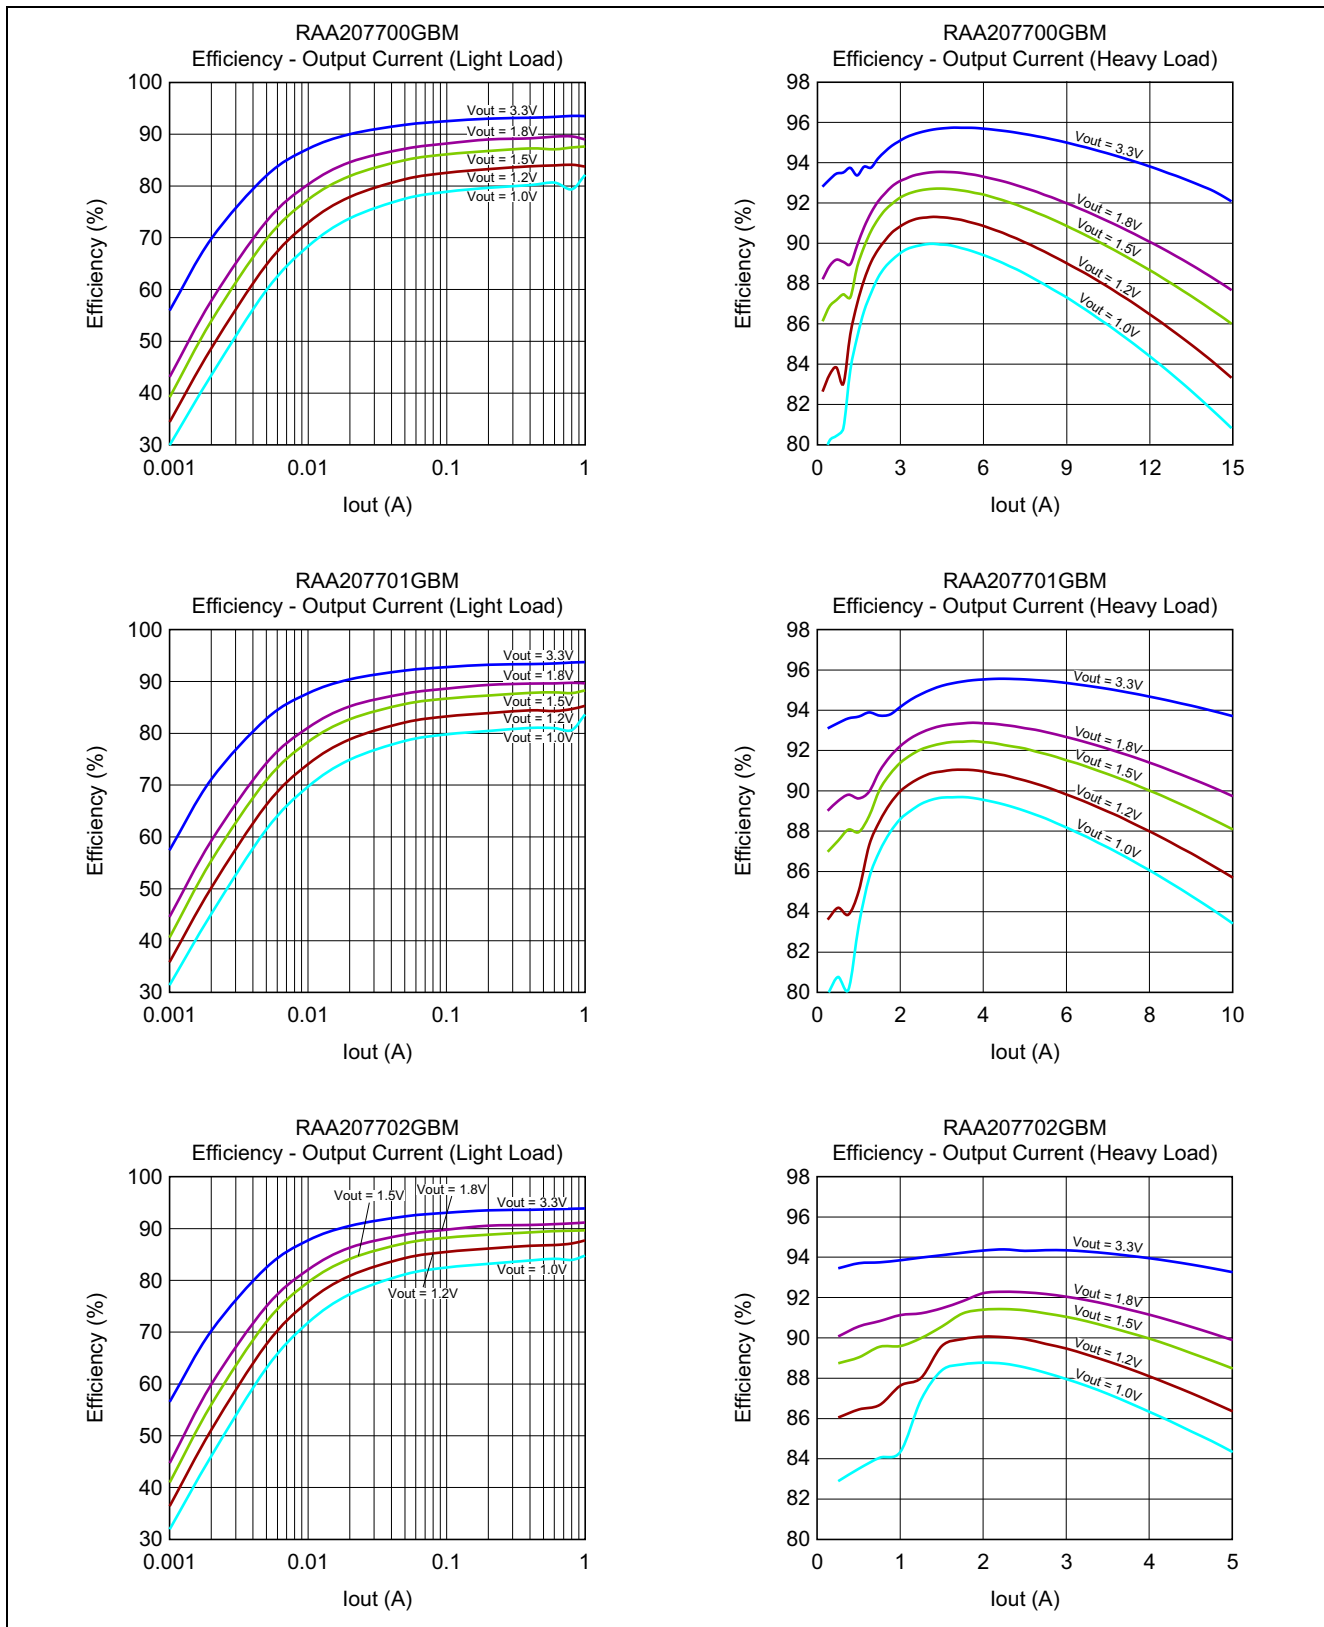 RAA207700GBM
Efficiency - Output Current (Light Load)
100
90
80
70
60
50
40
30
Efficiency (%)
Vout = 3.3V
Vout = 1.8V
Vout = 1.5V
Vout = 1.2V
Vout = 1.0V
0.001 0.01 0.1 1
Iout (A)
RAA207700GBM
Efficiency - Output Current (Heavy Load)
98
96
94
92
90
88
86
84
82
80
Efficiency (%)
Vout = 3.3V
Vout = 1.8V
Vout = 1.5V
Vout = 1.2V
Vout = 1.0V
0 3 6 9 12 15
Iout (A)
RAA207701GBM
Efficiency - Output Current (Light Load)
100
90
80
70
60
50
40
30
Efficiency (%)
Vout = 3.3V
Vout = 1.8V
Vout = 1.5V
Vout = 1.2V
Vout = 1.0V
0.001 0.01 0.1 1
Iout (A)
RAA207701GBM
Efficiency - Output Current (Heavy Load)
98
96
94
92
90
88
86
84
82
80
Efficiency (%)
Vout = 3.3V
Vout = 1.8V
Vout = 1.5V
Vout = 1.2V
Vout = 1.0V
0 2 4 6 8 10
Iout (A)
RAA207702GBM
Efficiency - Output Current (Light Load)
100
90
80
70
60
50
40
30
Efficiency (%)
Vout = 1.5V
Vout = 1.8V
Vout = 3.3V
Vout = 1.0V
Vout = 1.2V
0.001 0.01 0.1 1
Iout (A)
RAA207702GBM
Efficiency - Output Current (Heavy Load)
98
96
94
92
90
88
86
84
82
80
Efficiency (%)
Vout = 3.3V
Vout = 1.8V
Vout = 1.5V
Vout = 1.2V
Vout = 1.0V
0 1 2 3 4 5
Iout (A)